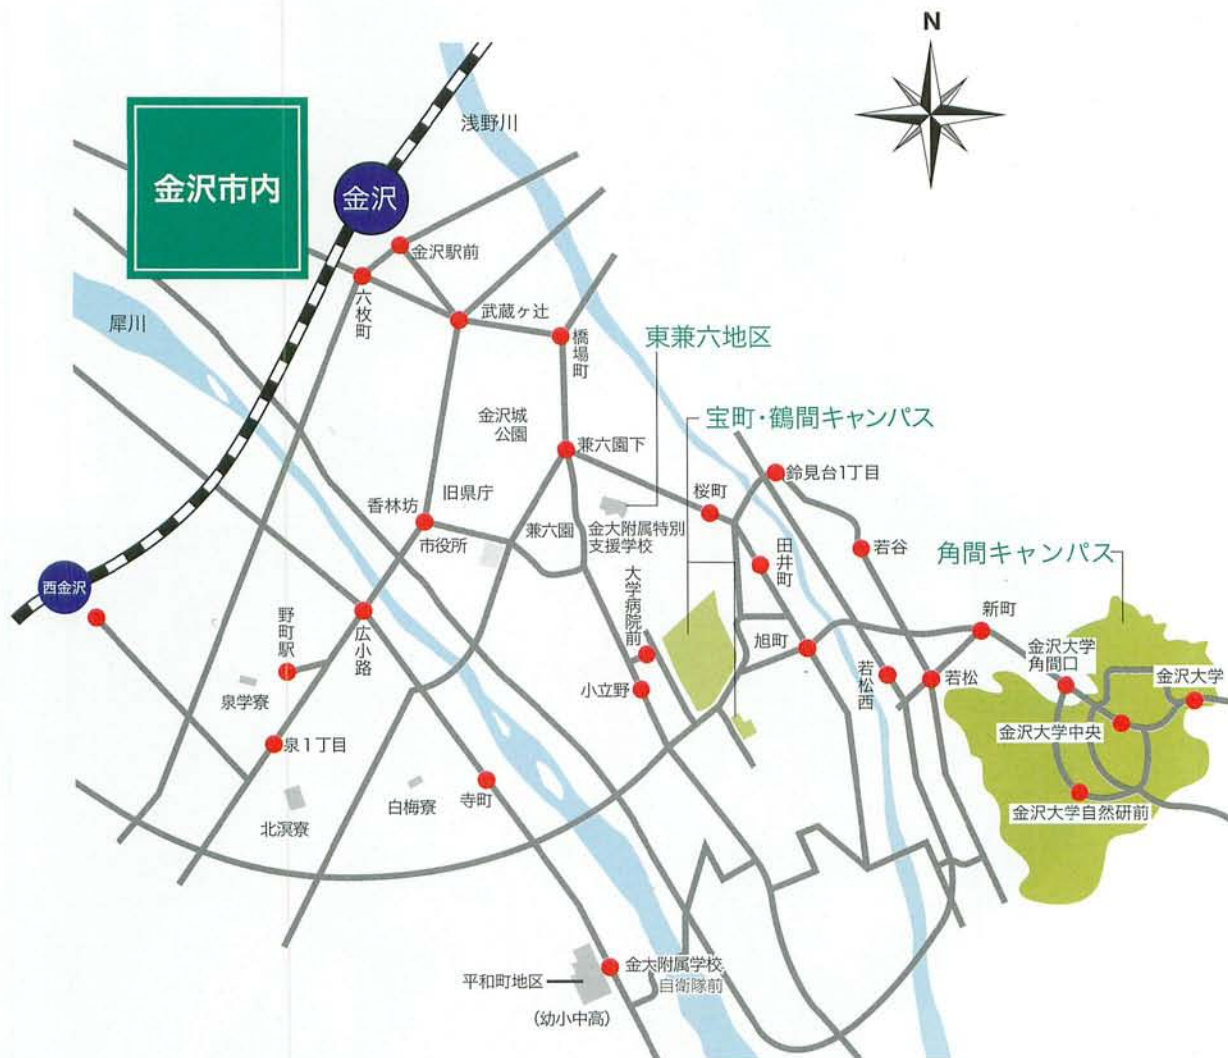 N
浅野川
金沢市内
金沢
金沢駅前
六枚町
武蔵ヶ辻
犀川
橋場町
東兼六地区
宝町・鶴間キャンパス
金沢城
公園
兼六園下
鈴見台1丁目
香林坊
旧県庁
桜町
市役所
兼六園
金大附属特別
支援学校
田井町
若谷
角間キャンパス
西金沢
大学病院前
野町駅
広小路
旭町
新町
金沢大学
角間口
小立野
若松西
若松
金沢大学
泉学寮
泉1丁目
金沢大学中央
白梅寮
寺町
北溟寮
金沢大学自然研前
金大附属学校
自衛隊前
平和町地区
(幼小中高)